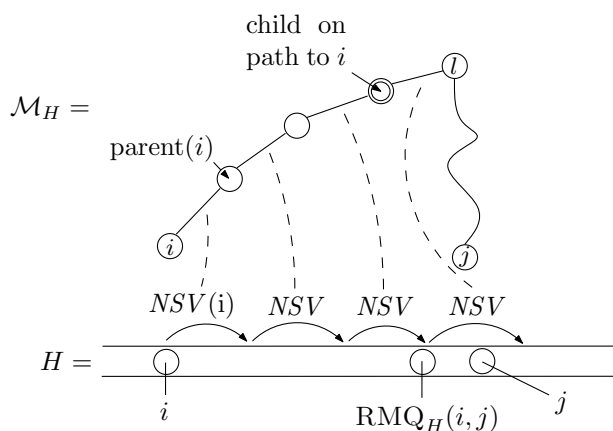 child on
path to i
l
M_H =
parent(i)
i
j
NSV(i) NSV NSV NSV
H =
i
RMQ_H(i, j)
j